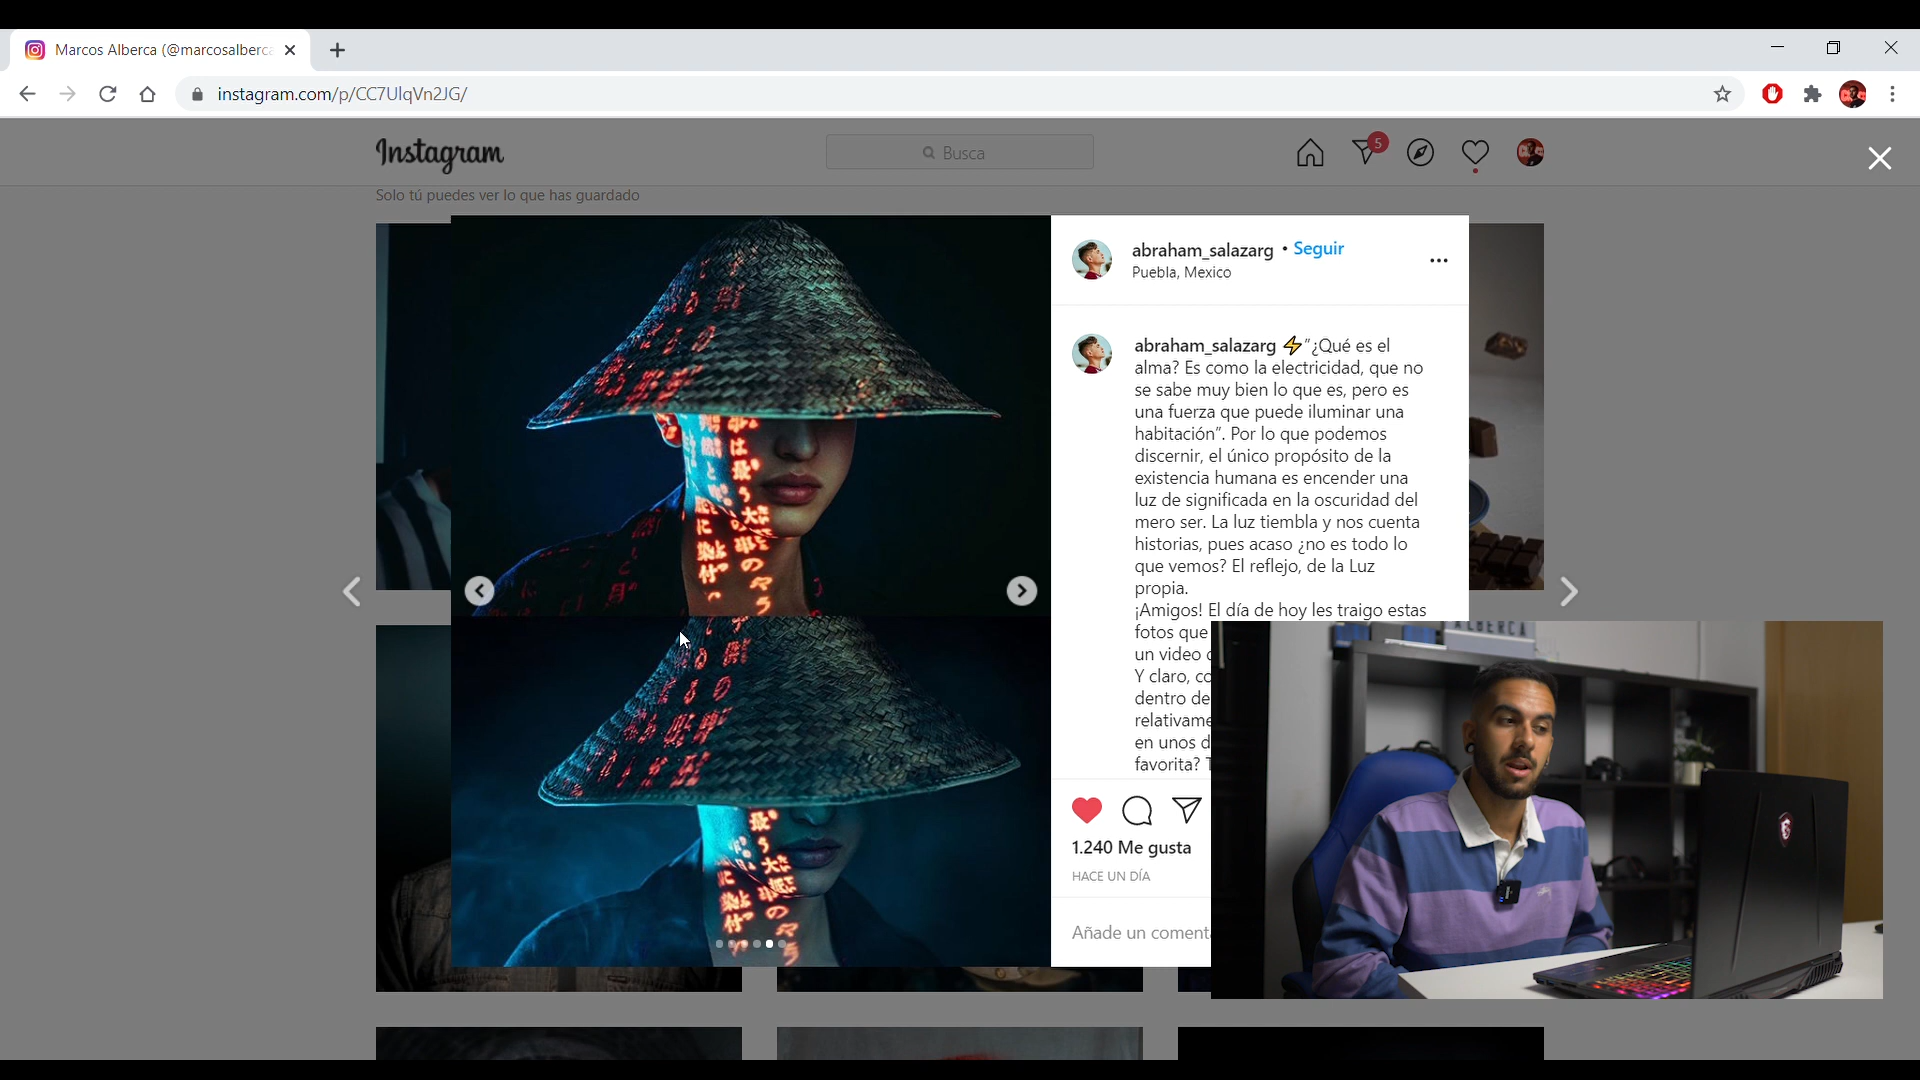 Marcos Alberca (@marcosalberca
instagram.com/p/CC7UlqVn2JG/
Instagram
Busca
5
Solo tú puedes ver lo que has guardado
abraham_salazarg • Seguir
Puebla, Mexico
abraham_salazarg ⚡"¿Qué es el
alma? Es como la electricidad, que no
se sabe muy bien lo que es, pero es
una fuerza que puede iluminar una
habitación". Por lo que podemos
discernir, el único propósito de la
existencia humana es encender una
luz de significada en la oscuridad del
mero ser. La luz tiembla y nos cuenta
historias, pues acaso ¿no es todo lo
que vemos? El reflejo, de la Luz
propia.
¡Amigos! El día de hoy les traigo estas
fotos que
un video
Y claro,
dentro de
relativame
en unos
favorita?
1.240 Me gusta
HACE UN DÍA
Añade un coment
ALBERCA